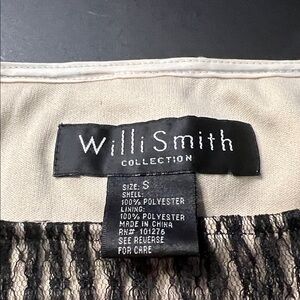 WilliSmith
COLLECTION
SIZE: S
SHELL:
100% POLYESTER
LINING:
100% POLYESTER
MADE IN CHINA
RN# 101276
SEE REVERSE
FOR CARE